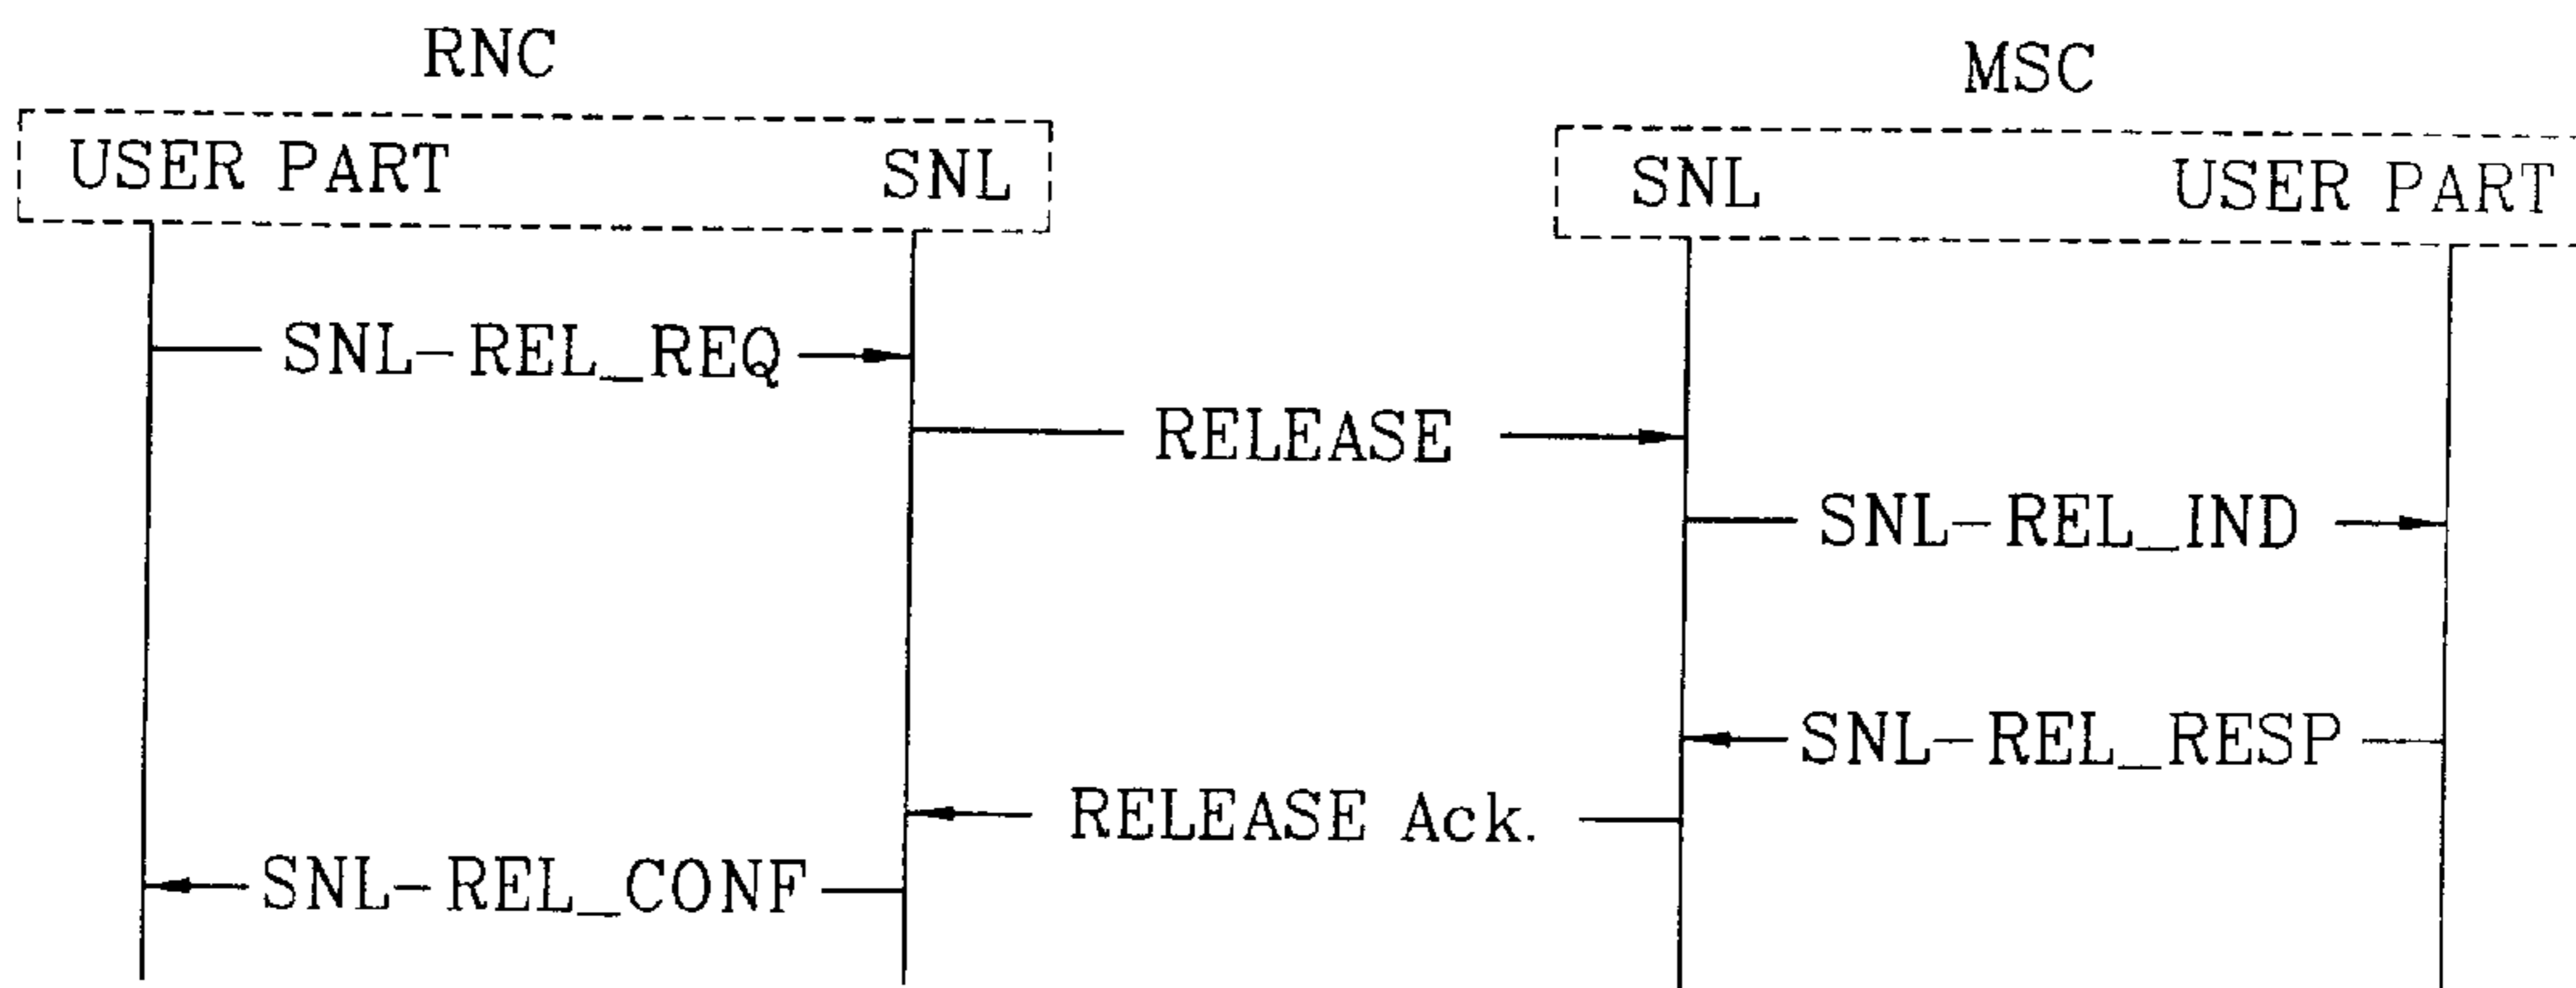 RNC
MSC
USER PART SNL
SNL USER PART
SNL-REL_REQ
RELEASE
SNL-REL_IND
SNL-REL_RESP
RELEASE Ack.
SNL-REL_CONF